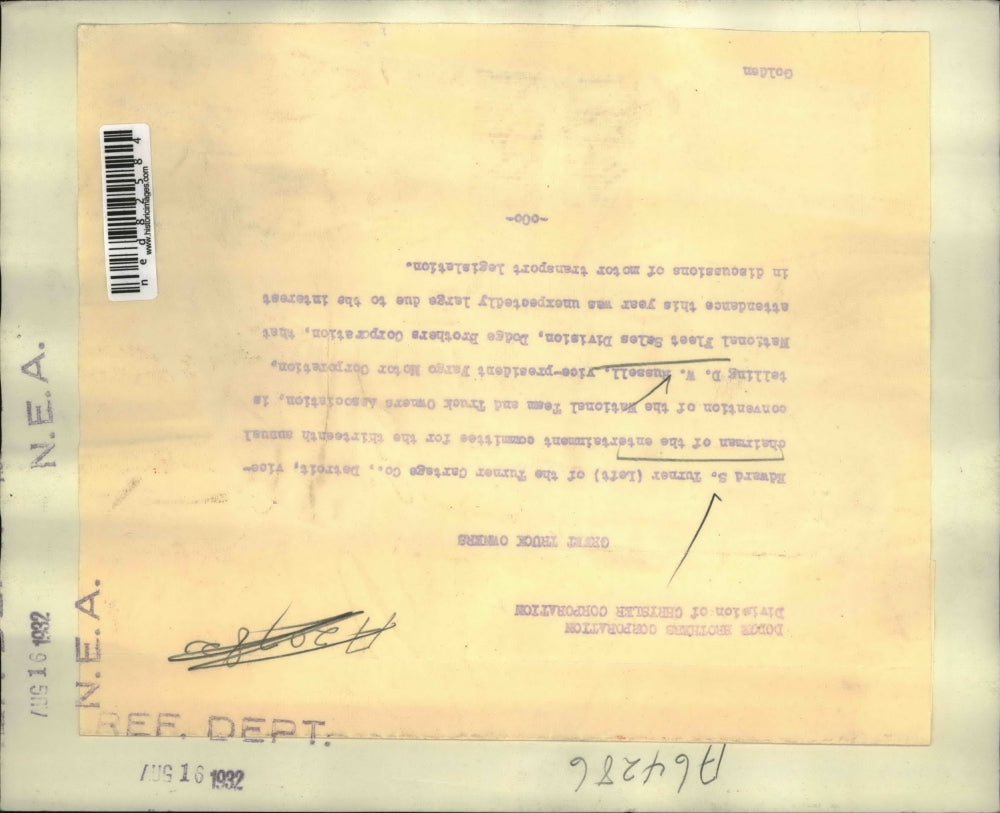 DODGE BROTHERS CORPORATION
Division of CHRYSLER CORPORATION
GREET TRUCK OWNERS
Edward S. Turner (Left) of the Turner Cartage Co., Detroit, vice-
chairman of the entertainment committee for the thirteenth annual
convention of the National Team and Truck Owners Association, is
telling D. W. Russell, vice-president Fargo Motor Corporation,
National Fleet Sales Division, Dodge Brothers Corporation, that
attendance this year was unexpectedly large due to the interest
in discussions of motor transport legislation.
-oOo-
Golden
A64286
N.E.A.
AUG 16 1932
N.E.A.
REF. DEPT.
AUG 16 1932
ned82584
www.historicimages.com